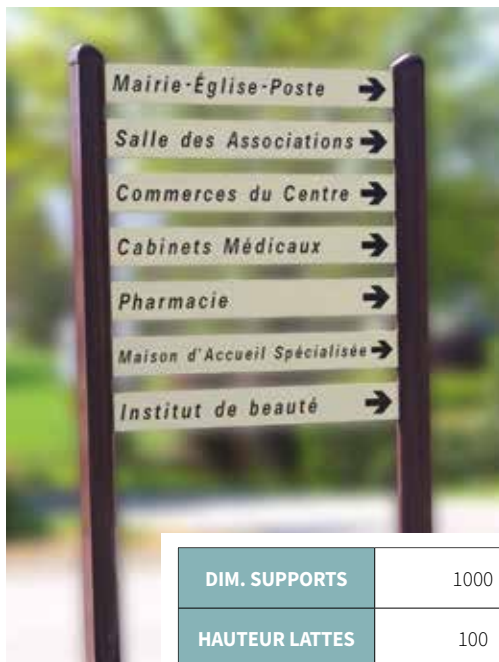 Mairie-Église-Poste
Salle des Associations
Commerces du Centre
Cabinets Médicaux
Pharmacie
Maison d'Accueil Spécialisée
Institut de beauté
DIM. SUPPORTS 1000
HAUTEUR LATTES 100